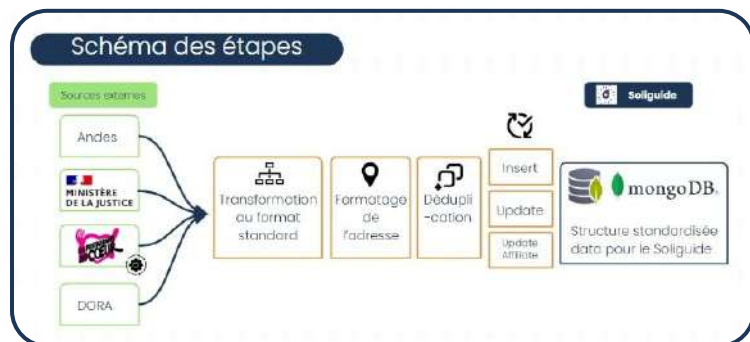 Schéma des étapes
Sources externes
Soliguide
Andes
MINISTÈRE
DE LA JUSTICE
DORA
Transformation
au format
standard
Formatage
de
l'adresse
Dédupli
-cation
Insert
Update
Update
Affiliate
mongoDB.
Structure standardisée
data pour le Soliguide